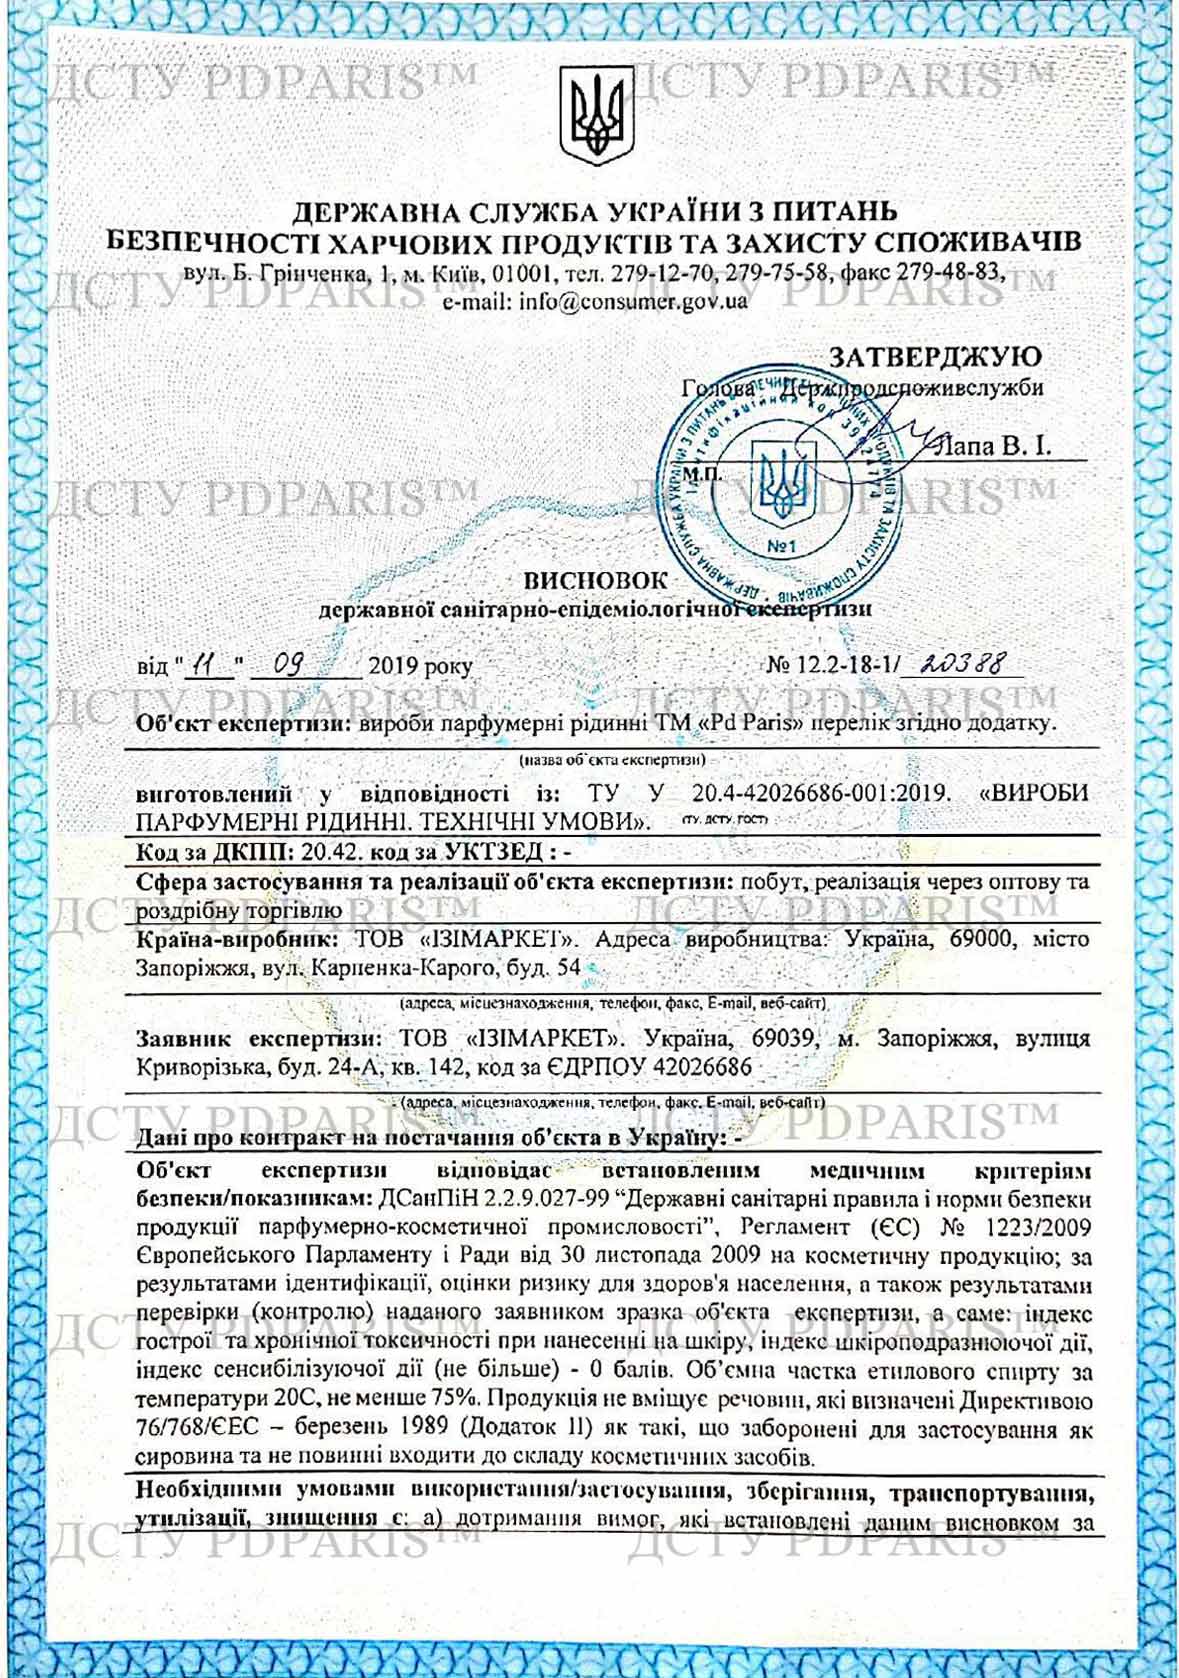 ДСТУ PDPARIS™ ДСТУ PDPARIS™
ДЕРЖАВНА СЛУЖБА УКРАЇНИ З ПИТАНЬ
БЕЗПЕЧНОСТІ ХАРЧОВИХ ПРОДУКТІВ ТА ЗАХИСТУ СПОЖИВАЧІВ
вул. Б. Грінченка, 1, м. Київ, 01001, тел. 279-12-70, 279-75-58, факс 279-48-83,
ДСТУ PDPARIS™ ДСТУ PDPARIS™
e-mail: info@consumer.gov.ua
ЗАТВЕРДЖУЮ
Голова Держпродспоживслужби
Лапа В. І.
М.П.
ДЕРЖАВНА СЛУЖБА УКРАЇНИ З ПИТАНЬ БЕЗПЕЧНОСТІ ХАРЧОВИХ ПРОДУКТІВ ТА ЗАХИСТУ СПОЖИВАЧІВ
Ідентифікаційний код 39924774
№1
ДСТУ PDPARIS™ ДСТУ PDPARIS™
ВИСНОВОК
державної санітарно-епідеміологічної експертизи
від "11" 09 2019 року № 12.2-18-1/20388
ДСТУ PDPARIS™ ДСТУ PDPARIS™
Об'єкт експертизи: вироби парфумерні рідинні ТМ «Pd Paris» перелік згідно додатку.
(назва об'єкта експертизи)
виготовлений у відповідності із: ТУ У 20.4-42026686-001:2019. «ВИРОБИ
ПАРФУМЕРНІ РІДИННІ. ТЕХНІЧНІ УМОВИ». (ТУ, ДСТУ, ГОСТ)
Код за ДКПП: 20.42. код за УКТЗЕД : -
Сфера застосування та реалізації об'єкта експертизи: побут, реалізація через оптову та
роздрібну торгівлю
ДСТУ PDPARIS™ ДСТУ PDPARIS™
Країна-виробник: ТОВ «ІЗІМАРКЕТ». Адреса виробництва: Україна, 69000, місто
Запоріжжя, вул. Карпенка-Карого, буд. 54
(адреса, місцезнаходження, телефон, факс, E-mail, веб-сайт)
Заявник експертизи: ТОВ «ІЗІМАРКЕТ». Україна, 69039, м. Запоріжжя, вулиця
Криворізька, буд. 24-А, кв. 142, код за ЄДРПОУ 42026686
(адреса, місцезнаходження, телефон, факс, E-mail, веб-сайт)
ДСТУ PDPARIS™ ДСТУ PDPARIS™
Дані про контракт на постачання об'єкта в Україну: -
Об'єкт експертизи відповідає встановленим медичним критеріям
безпеки/показникам: ДСанПіН 2.2.9.027-99 “Державні санітарні правила і норми безпеки
продукції парфумерно-косметичної промисловості”, Регламент (ЄС) № 1223/2009
Європейського Парламенту і Ради від 30 листопада 2009 на косметичну продукцію; за
результатами ідентифікації, оцінки ризику для здоров'я населення, а також результатами
перевірки (контролю) наданого заявником зразка об'єкта експертизи, а саме: індекс
ДСТУ PDPARIS™ ДСТУ PDPARIS™
гострої та хронічної токсичності при нанесенні на шкіру, індекс шкіроподразнюючої дії,
індекс сенсибілізуючої дії (не більше) - 0 балів. Об’ємна частка етилового спирту за
температури 20С, не менше 75%. Продукція не вміщує речовин, які визначені Директивою
76/768/ЄЕС – березень 1989 (Додаток ІІ) як такі, що заборонені для застосування як
сировина та не повинні входити до складу косметичних засобів.
Необхідними умовами використання/застосування, зберігання, транспортування,
утилізації, знищення є: а) дотримання вимог, які встановлені даним висновком за
ДСТУ PDPARIS™ ДСТУ PDPARIS™